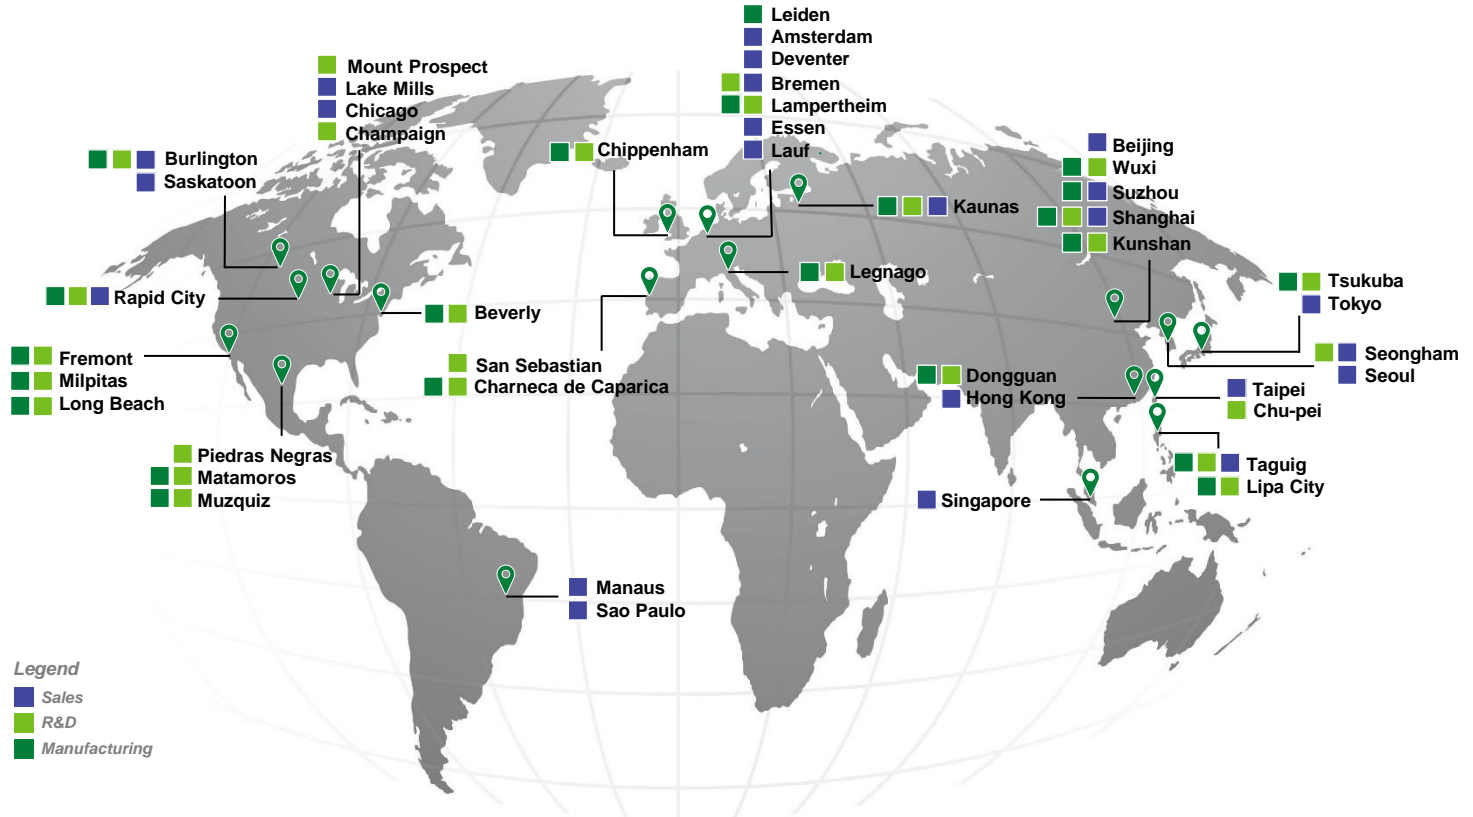 Leiden
Amsterdam
Deventer
Bremen
Lampertheim
Essen
Lauf
Mount Prospect
Lake Mills
Chicago
Champaign
Burlington
Saskatoon
Chippenham
Beijing
Wuxi
Suzhou
Shanghai
Kunshan
Kaunas
Legnago
Rapid City
Beverly
Tsukuba
Tokyo
Fremont
Milpitas
Long Beach
San Sebastian
Charneca de Caparica
Seongham
Seoul
Dongguan
Hong Kong
Taipei
Chu-pei
Piedras Negras
Matamoros
Muzquiz
Taguig
Lipa City
Singapore
Manaus
Sao Paulo
Legend
Sales
R&D
Manufacturing